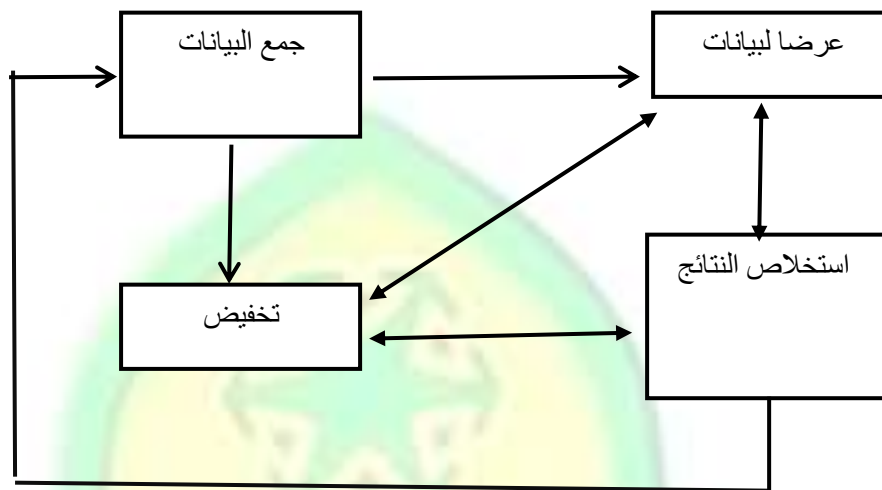 جمع البيانات
عرضا لبيانات
تخفيض
استخلاص النتائج